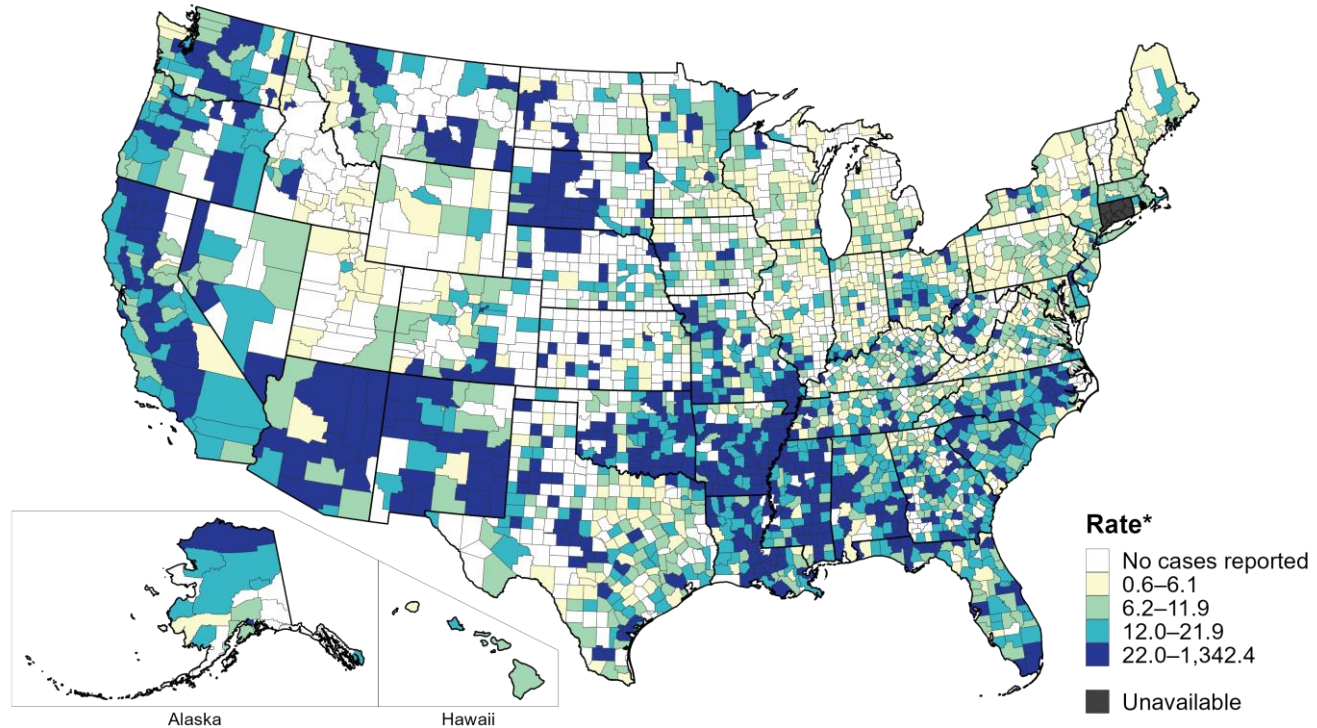 Rate*
No cases reported
0.6–6.1
6.2–11.9
12.0–21.9
22.0–1,342.4
Unavailable
Alaska
Hawaii